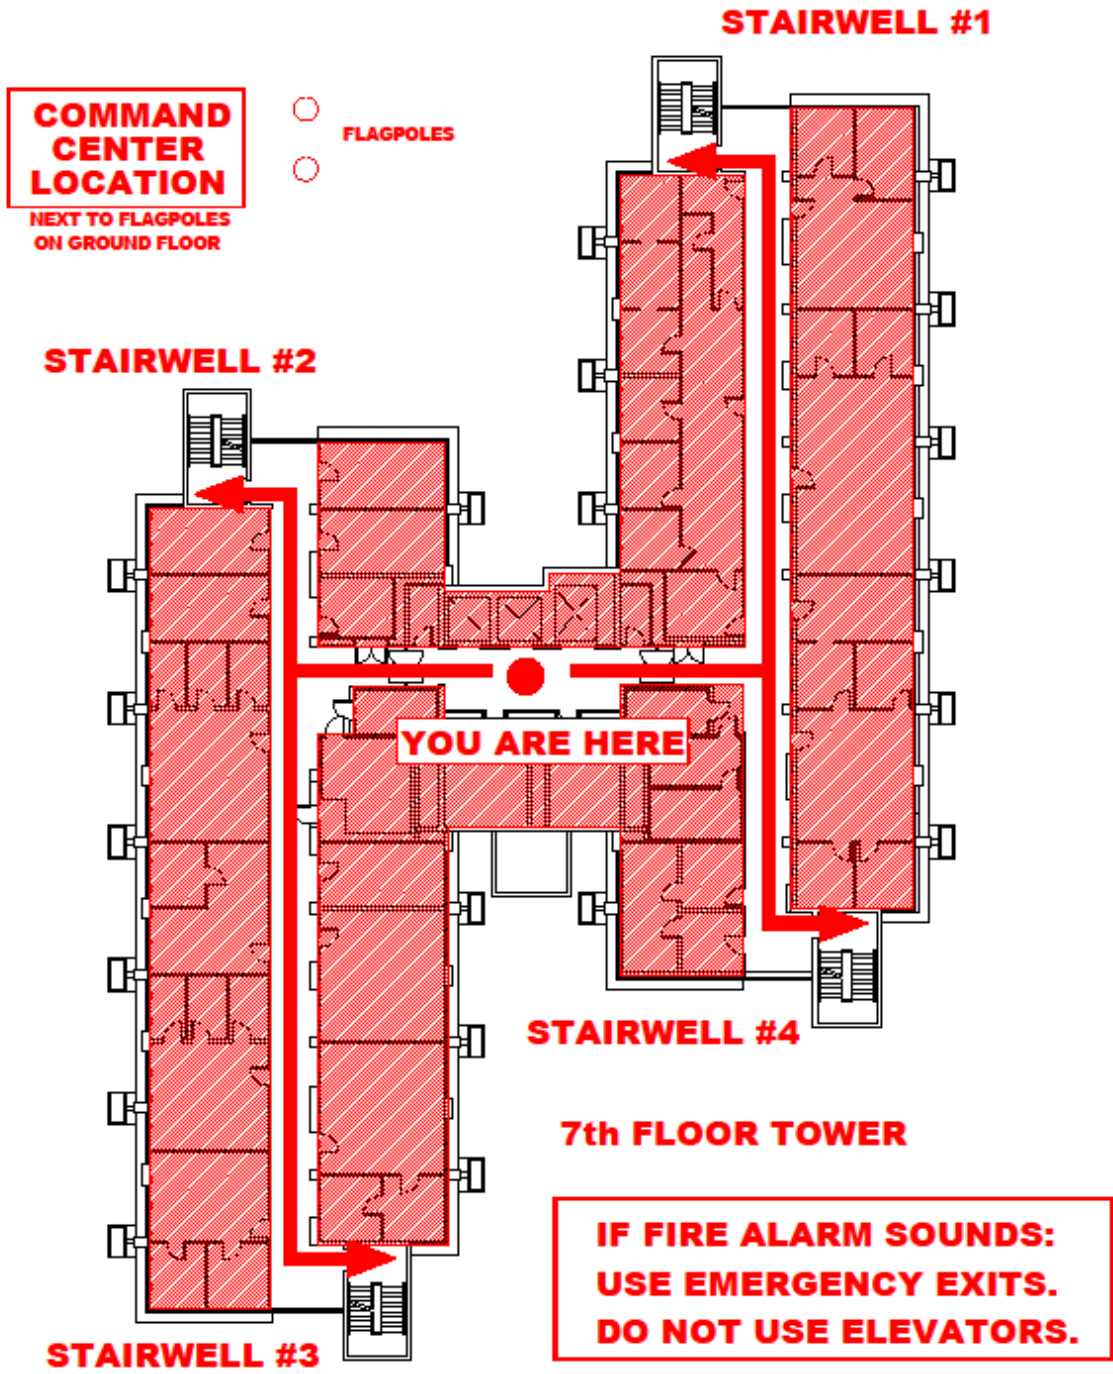 STAIRWELL #1
COMMAND
CENTER
LOCATION
NEXT TO FLAGPOLES
ON GROUND FLOOR
FLAGPOLES
STAIRWELL #2
YOU ARE HERE
STAIRWELL #4
7th FLOOR TOWER
IF FIRE ALARM SOUNDS:
USE EMERGENCY EXITS.
DO NOT USE ELEVATORS.
STAIRWELL #3